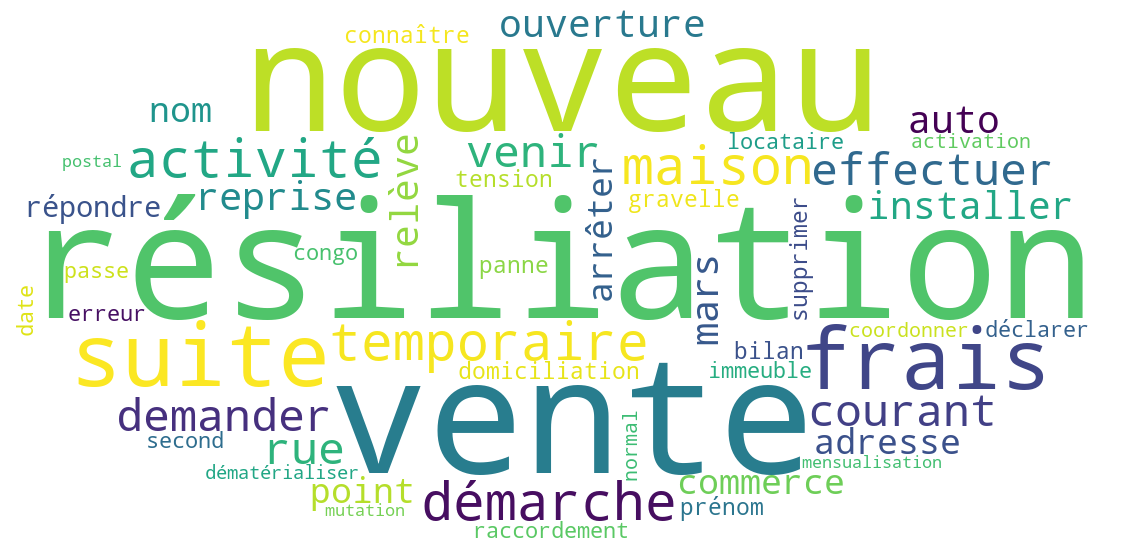 connaître
ouverture
nouveau
nom
auto
postal
activité
relève
venir
locataire
activation
tension
maison
effectuer
répondre
reprise
arrêter
gravelle
installer
résiliation
congo
passe
panne
supprimer
mars
date
erreur
suite
temporaire
bilan
frais
coordonner
déclarer
domiciliation
immeuble
vente
demander
courant
second
rue
normal
adresse
dématérialiser
mensualisation
point
démarche
commerce
mutation
prénom
raccordement